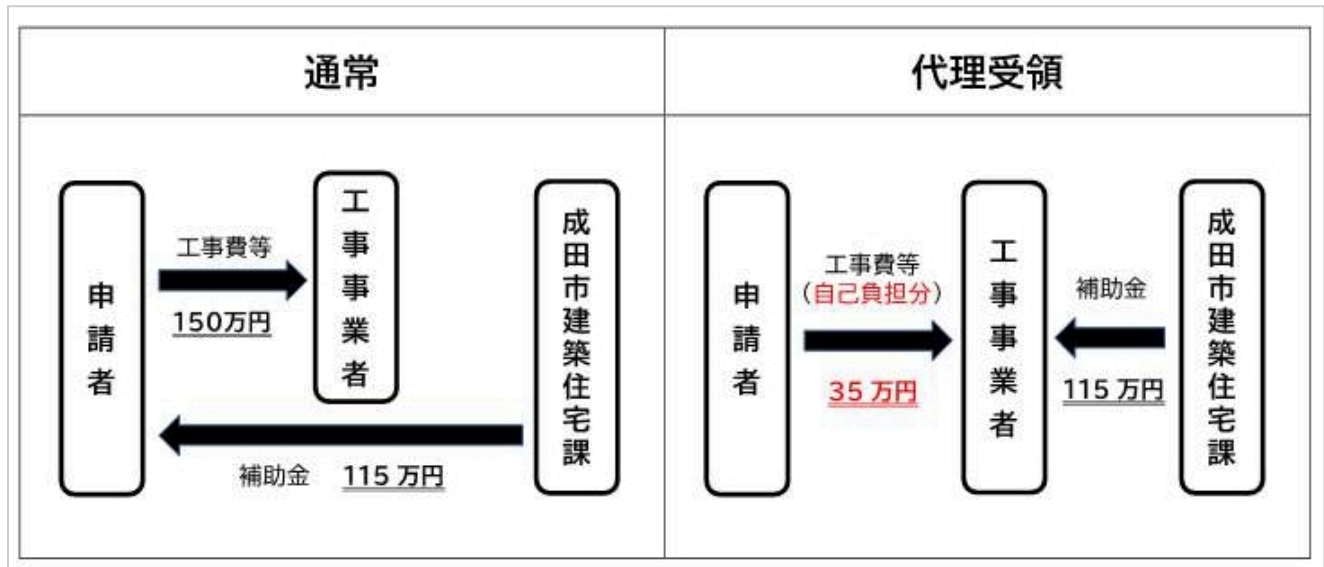 通常
代理受領
申請者
工事費等
150万円
工事事業者
成田市建築住宅課
補助金 115 万円
申請者
工事費等
（自己負担分）
35 万円
工事事業者
補助金
115 万円
成田市建築住宅課